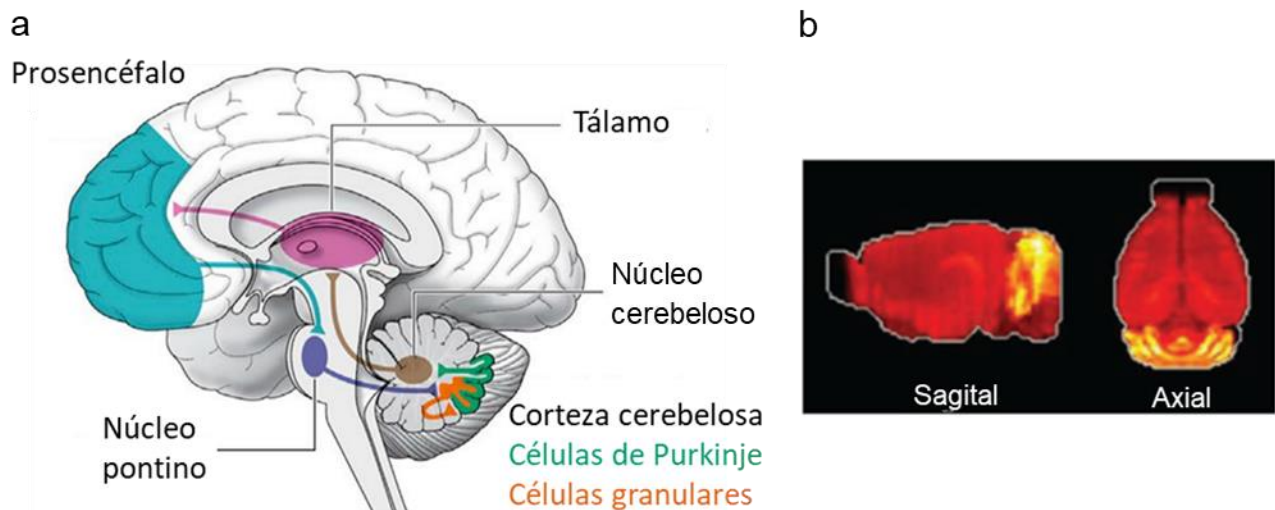 a
b
Prosencéfalo
Tálamo
Núcleo
cerebeloso
Núcleo
pontino
Corteza cerebelosa
Células de Purkinje
Células granulares
Sagital
Axial